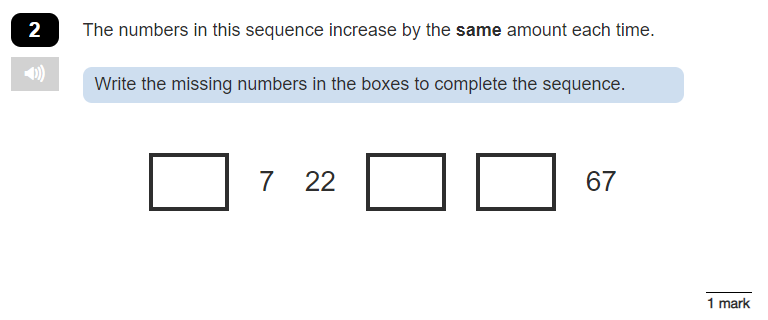 2 The numbers in this sequence increase by the same amount each time.
Write the missing numbers in the boxes to complete the sequence.
7 22 67
1 mark